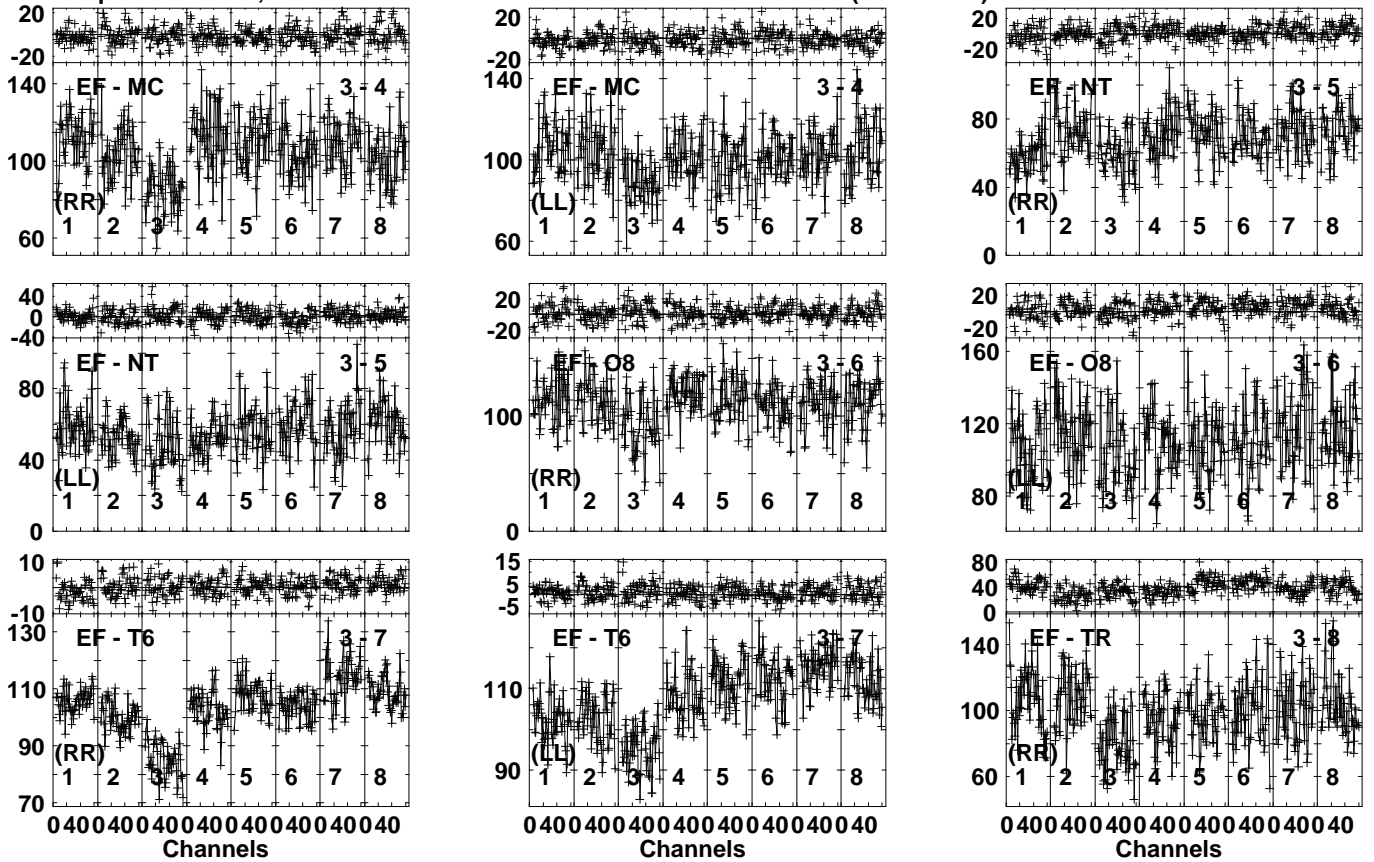 20 20 20
-20 -20 -20
140 EF - MC 3 - 4 140 EF - MC 3 - 4 EF - NT 3 - 5
100 100 80
40
(RR) (LL) (RR)
1 2 3 4 5 6 7 8 1 2 3 4 5 6 7 8 1 2 3 4 5 6 7 8
60 60 0
40 20 20
0
-40 -20 -20
EF - NT 3 - 5 EF - O8 3 - 6 160 EF - O8 3 - 6
80 100 120
40
(LL) (RR) (LL)
1 2 3 4 5 6 7 8 1 2 3 4 5 6 7 8 80 1 2 3 4 5 6 7 8
0 0
10 15 80
5 40
-10 -5 0
130 EF - T6 3 - 7 EF - T6 3 - 7 140 EF - TR 3 - 8
110 110 100
90
(RR) (LL) (RR)
1 2 3 4 5 6 7 8 90 1 2 3 4 5 6 7 8 60 1 2 3 4 5 6 7 8
70
0 40 0 40 0 40 0 40 0 40 0 40 0 40 0 40 0 40 0 40 0 40 0 40 0 40 0 40 0 40 0 40 0 40 0 40 0 40 0 40 0 40 0 40 0 40 0 40
Channels Channels Channels